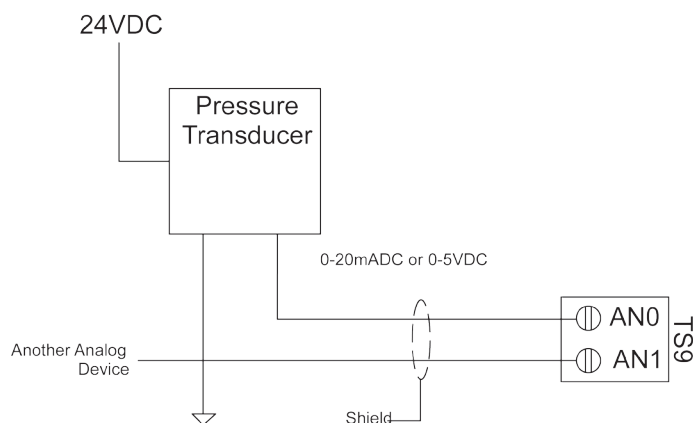 24VDC
Pressure
Transducer
0-20mADC or 0-5VDC
AN0
AN1
TS9
Another Analog
Device
Shield